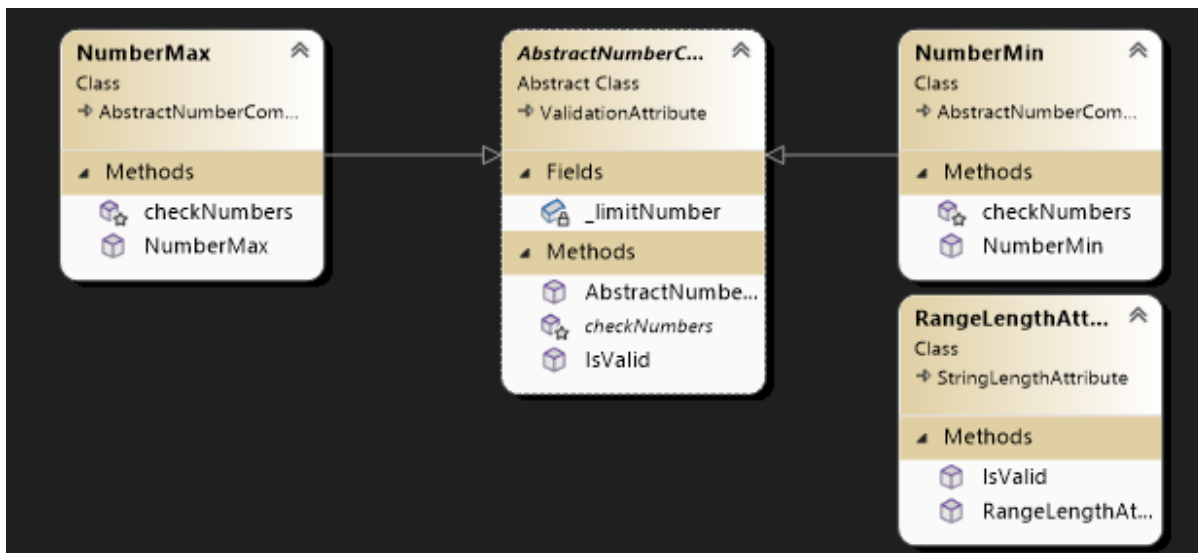 NumberMax
Class
AbstractNumberCom...
Methods
checkNumbers
NumberMax
AbstractNumberC...
Abstract Class
ValidationAttribute
Fields
_limitNumber
Methods
AbstractNumbe...
checkNumbers
IsValid
NumberMin
Class
AbstractNumberCom...
Methods
checkNumbers
NumberMin
RangeLengthAtt...
Class
StringLengthAttribute
Methods
IsValid
RangeLengthAt...